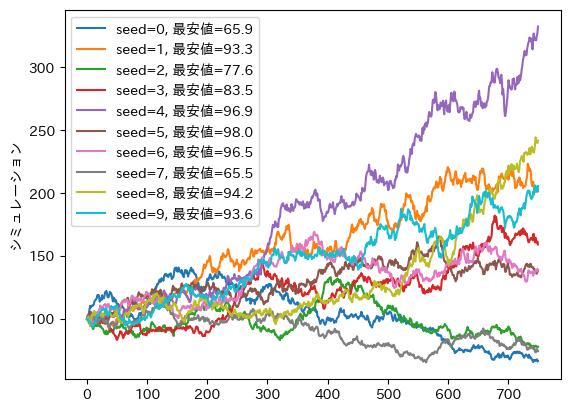 seed=0, 最安値=65.9
seed=1, 最安値=93.3
seed=2, 最安値=77.6
seed=3, 最安値=83.5
seed=4, 最安値=96.9
seed=5, 最安値=98.0
seed=6, 最安値=96.5
seed=7, 最安値=65.5
seed=8, 最安値=94.2
seed=9, 最安値=93.6
シミュレーション
300
250
200
150
100
0 100 200 300 400 500 600 700